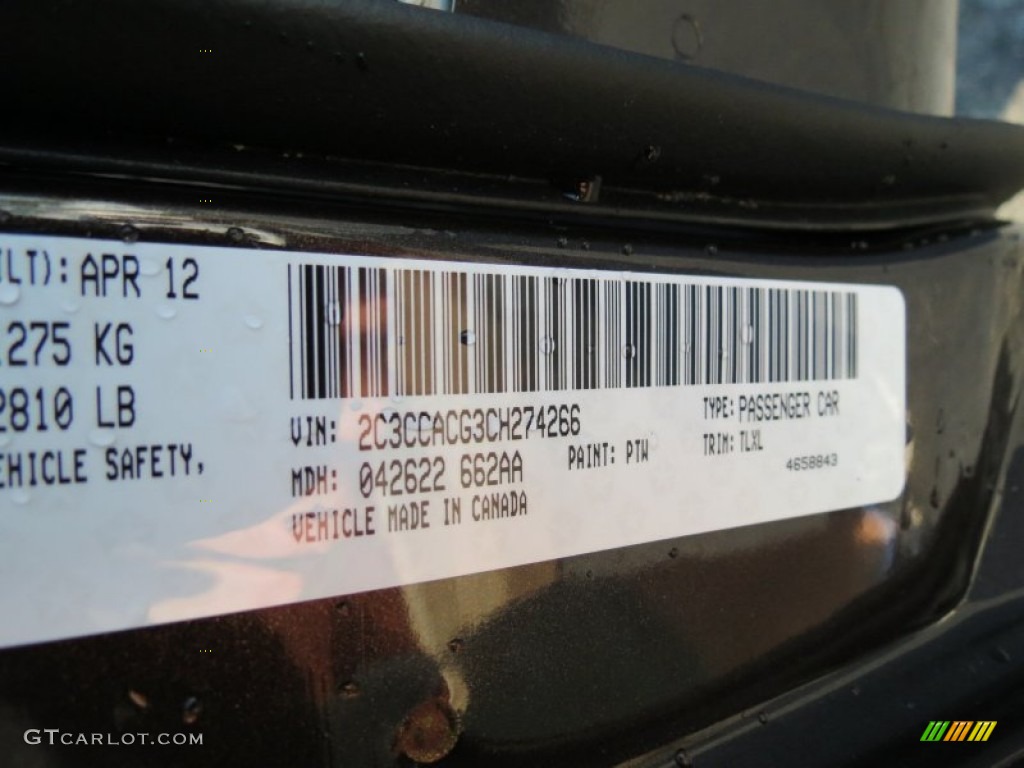 ILT): APR 12
275 KG
2810 LB
EHICLE SAFETY,
VIN: 2C3CCACG3CH274266
TYPE: PASSENGER CAR
MDH: 042622 662AA
PAINT: PTW
TRIM: TLXL
VEHICLE MADE IN CANADA
4658843
GTCARLOT.COM